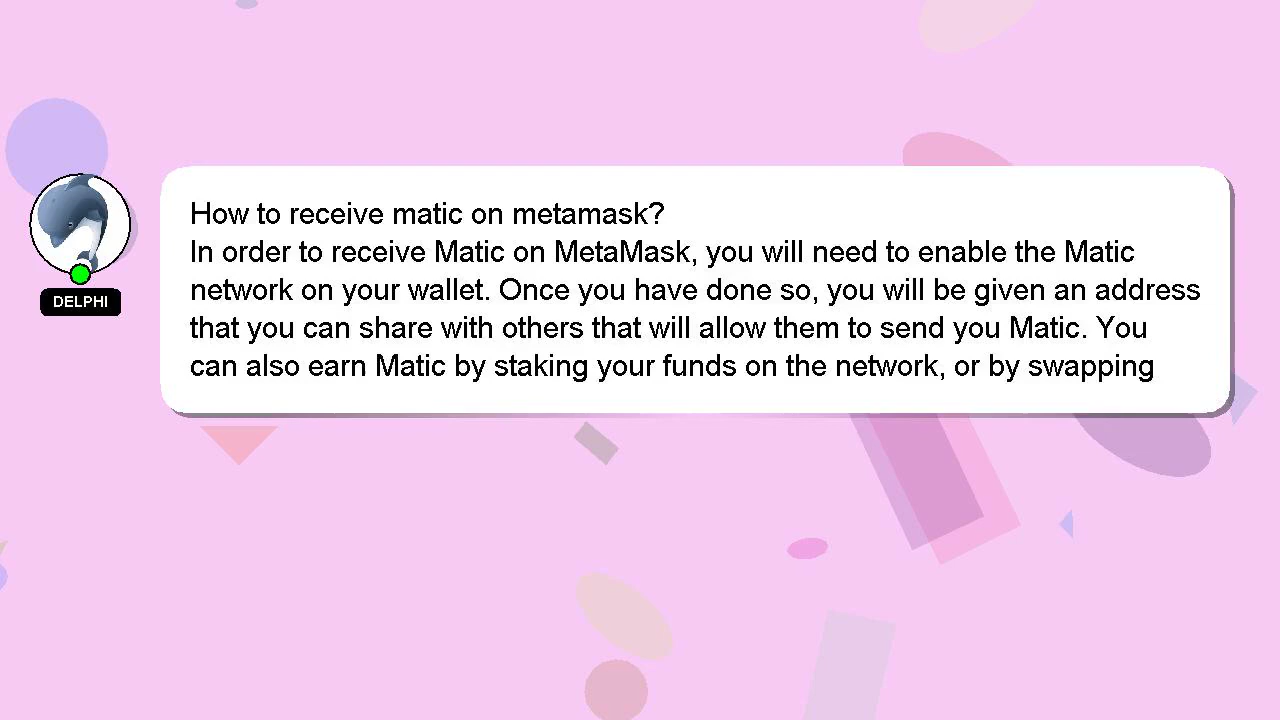 How to receive matic on metamask?
In order to receive Matic on MetaMask, you will need to enable the Matic
network on your wallet. Once you have done so, you will be given an address
that you can share with others that will allow them to send you Matic. You
can also earn Matic by staking your funds on the network, or by swapping
DELPHI